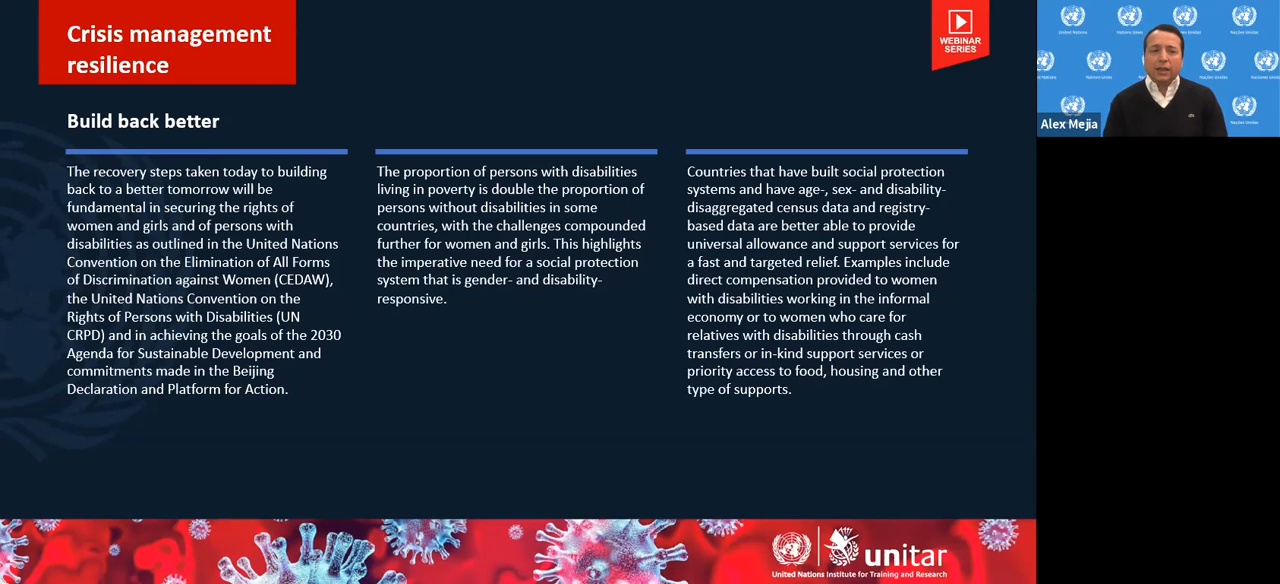 Crisis management
resilience
WEBINAR
SERIES
Build back better
The recovery steps taken today to building
back to a better tomorrow will be
fundamental in securing the rights of
women and girls and of persons with
disabilities as outlined in the United Nations
Convention on the Elimination of All Forms
of Discrimination against Women (CEDAW),
the United Nations Convention on the
Rights of Persons with Disabilities (UN
CRPD) and in achieving the goals of the 2030
Agenda for Sustainable Development and
commitments made in the Beijing
Declaration and Platform for Action.
The proportion of persons with disabilities
living in poverty is double the proportion of
persons without disabilities in some
countries, with the challenges compounded
further for women and girls. This highlights
the imperative need for a social protection
system that is gender- and disability-
responsive.
Countries that have built social protection
systems and have age-, sex- and disability-
disaggregated census data and registry-
based data are better able to provide
universal allowance and support services for
a fast and targeted relief. Examples include
direct compensation provided to women
with disabilities working in the informal
economy or to women who care for
relatives with disabilities through cash
transfers or in-kind support services or
priority access to food, housing and other
type of supports.
unitar
United Nations Institute for Training and Research
United Nations
Nations Unies
Naciones Unidas
Nações Unidas
Alex Mejia
Nações Unidas